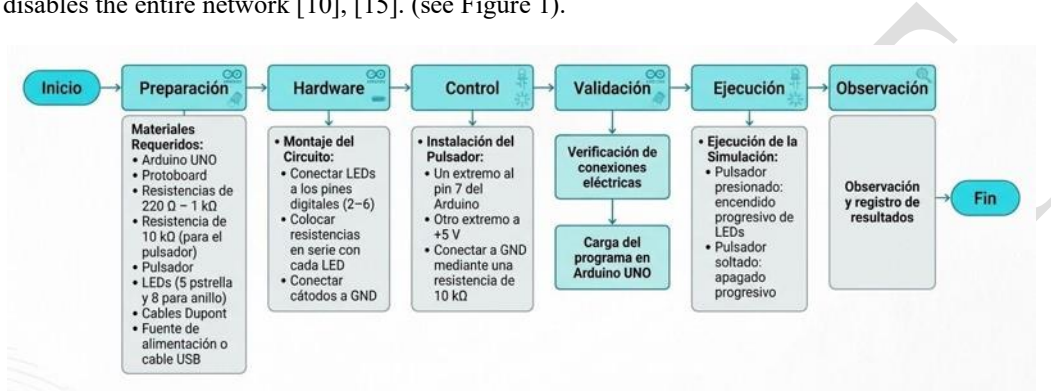 disables the entire network [10], [15]. (see Figure 1).
Inicio
Preparación
Materiales
Requeridos:
• Arduino UNO
• Protoboard
• Resistencias de
220 Ω – 1 kΩ
• Resistencia de
10 kΩ (para el
pulsador)
• Pulsador
• LEDs (5 pstrella
y 8 para anillo)
• Cables Dupont
• Fuente de
alimentación o
cable USB
Hardware
• Montaje del
Circuito:
• Conectar LEDs
a los pines
digitales (2–6)
• Colocar
resistencias
en serie con
cada LED
• Conectar
cátodos a GND
Control
• Instalación del
Pulsador:
• Un extremo al
pin 7 del
Arduino
• Otro extremo a
+5 V
• Conectar a GND
mediante una
resistencia de
10 kΩ
Validación
Verificación de
conexiones
eléctricas
Carga del
programa en
Arduino UNO
Ejecución
• Ejecución de la
Simulación:
• Pulsador
presionado:
encendido
progresivo de
LEDs
• Pulsador
soltado:
apagado
progresivo
Observación
Observación
y registro de
resultados
Fin